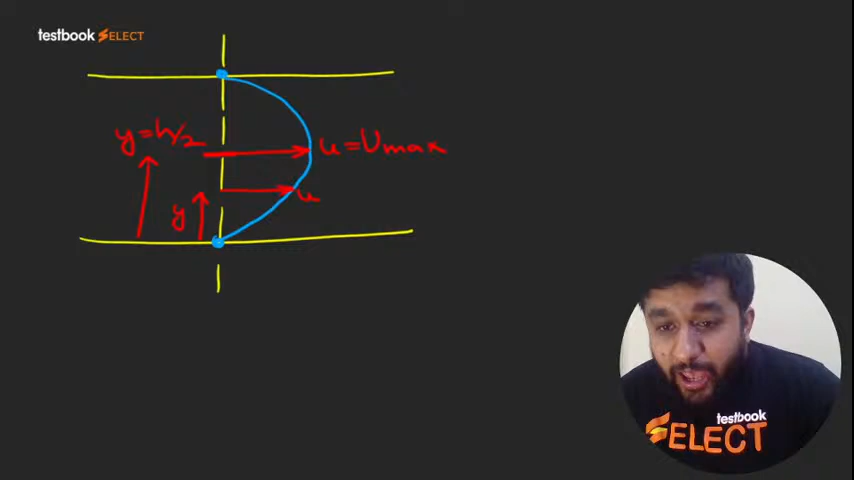 testbook SELECT
y=h/2
u=Umax
u
y
testbook
SELECT